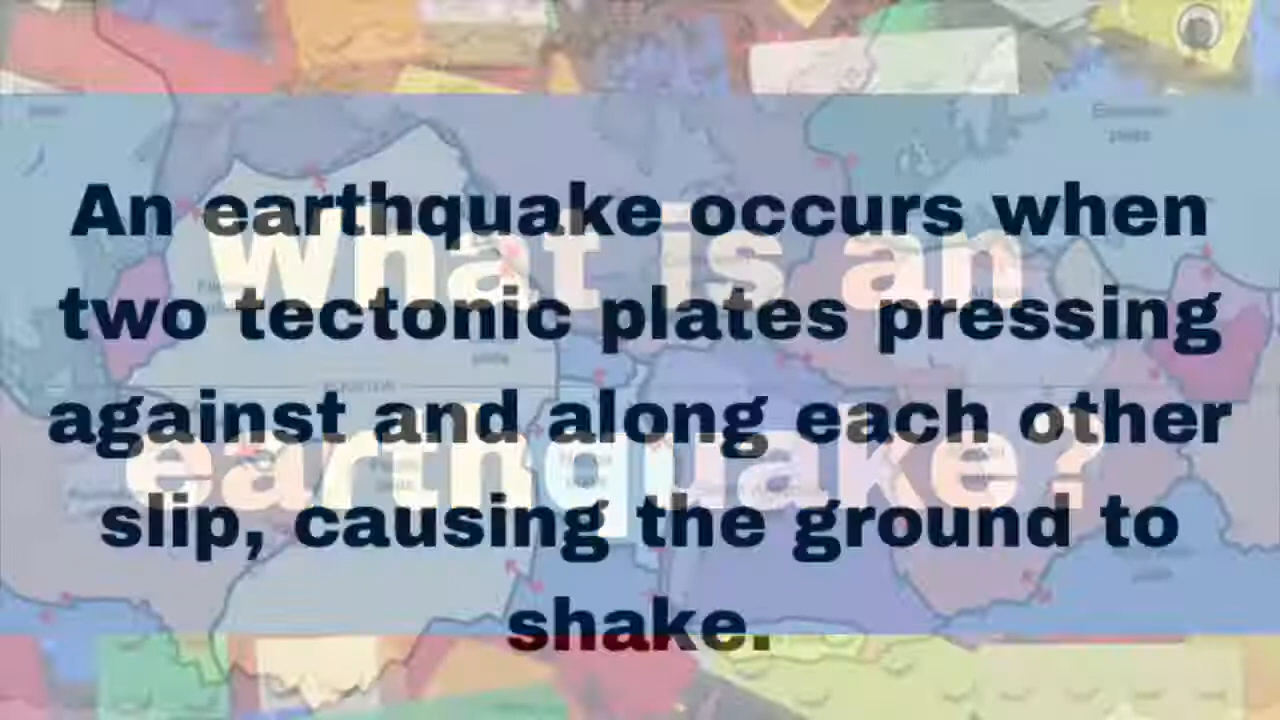 An earthquake occurs when
two tectonic plates pressing
against and along each other
slip, causing the ground to
shake.
What is an
earthquake?
EQUATOR